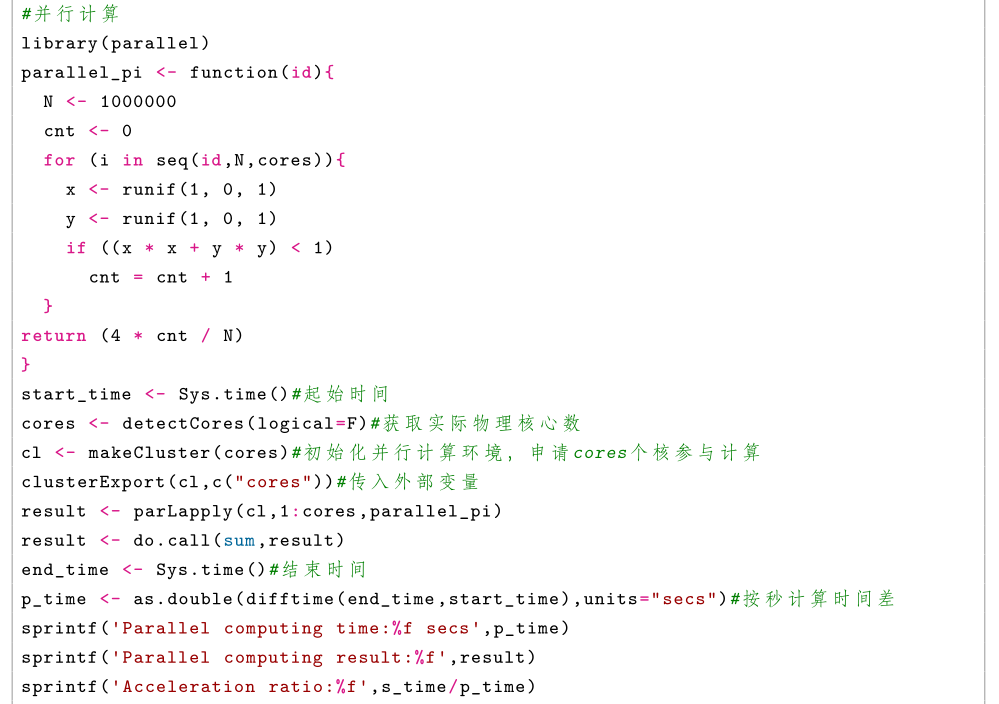 #并行计算
library(parallel)
parallel_pi <- function(id){
  N <- 1000000
  cnt <- 0
  for (i in seq(id,N,cores)){
    x <- runif(1, 0, 1)
    y <- runif(1, 0, 1)
    if ((x * x + y * y) < 1)
      cnt = cnt + 1
  }
return (4 * cnt / N)
}
start_time <- Sys.time()#起始时间
cores <- detectCores(logical=F)#获取实际物理核心数
cl <- makeCluster(cores)#初始化并行计算环境，申请cores个核参与计算
clusterExport(cl,c("cores"))#传入外部变量
result <- parLapply(cl,1:cores,parallel_pi)
result <- do.call(sum,result)
end_time <- Sys.time()#结束时间
p_time <- as.double(difftime(end_time,start_time),units="secs")#按秒计算时间差
sprintf('Parallel computing time:%f secs',p_time)
sprintf('Parallel computing result:%f',result)
sprintf('Acceleration ratio:%f',s_time/p_time)